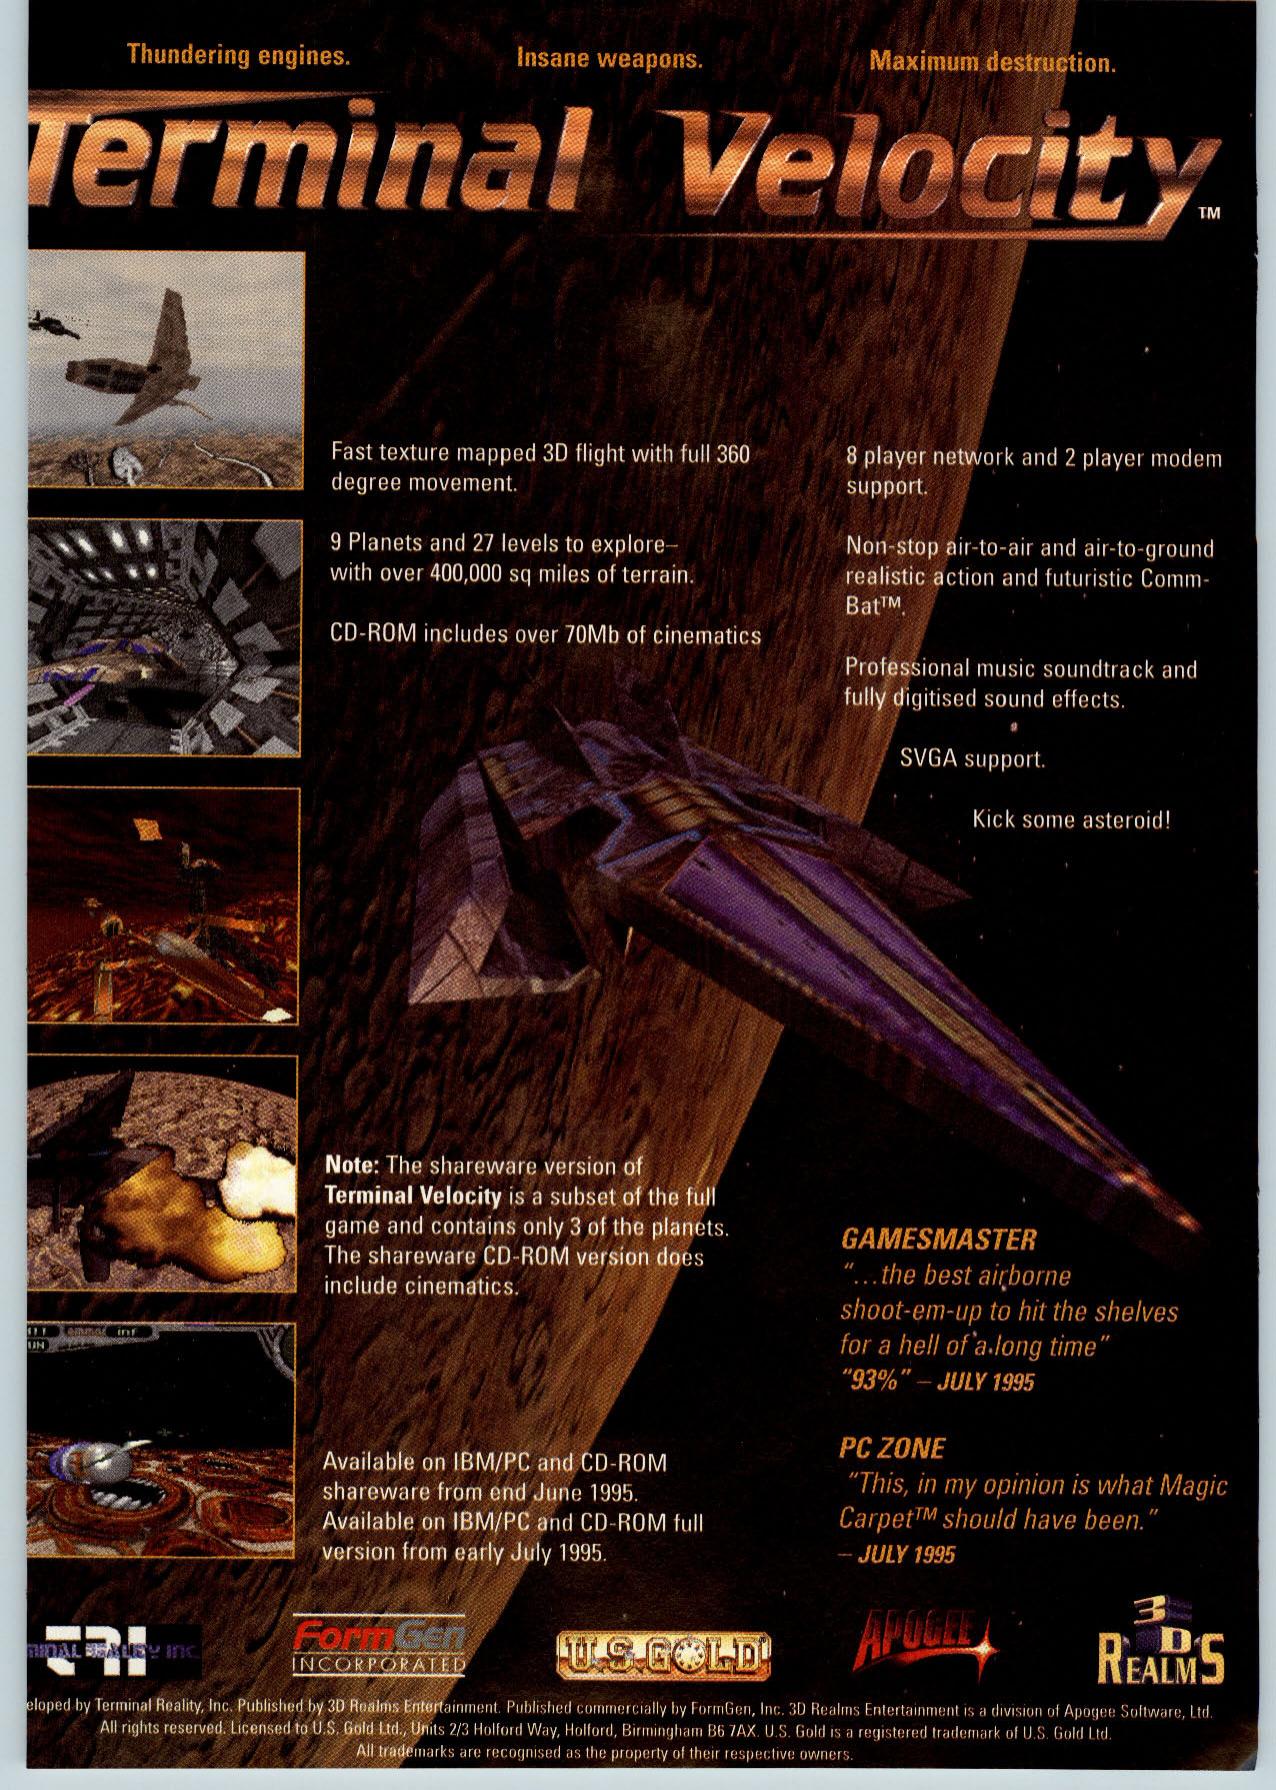 Thundering engines. Insane weapons. Maximum destruction.
Terminal Velocity™
Fast texture mapped 3D flight with full 360
degree movement.
9 Planets and 27 levels to explore–
with over 400,000 sq miles of terrain.
CD-ROM includes over 70Mb of cinematics
8 player network and 2 player modem
support.
Non-stop air-to-air and air-to-ground
realistic action and futuristic Comm-
Bat™.
Professional music soundtrack and
fully digitised sound effects.
SVGA support.
Kick some asteroid!
Note: The shareware version of
Terminal Velocity is a subset of the full
game and contains only 3 of the planets.
The shareware CD-ROM version does
include cinematics.
Available on IBM/PC and CD-ROM
shareware from end June 1995.
Available on IBM/PC and CD-ROM full
version from early July 1995.
GAMESMASTER
“...the best airborne
shoot-em-up to hit the shelves
for a hell of a long time”
“93%” – JULY 1995
PC ZONE
“This, in my opinion is what Magic
Carpet™ should have been.”
– JULY 1995
TRI
MINAL REALITY INC.
FormGen
INCORPORATED
U.S. GOLD
APOGEE
3D
REALMS
eloped by Terminal Reality, Inc. Published by 3D Realms Entertainment. Published commercially by FormGen, Inc. 3D Realms Entertainment is a division of Apogee Software, Ltd.
All rights reserved. Licensed to U.S. Gold Ltd., Units 2/3 Holford Way, Holford, Birmingham B6 7AX. U.S. Gold is a registered trademark of U.S. Gold Ltd.
All trademarks are recognised as the property of their respective owners.